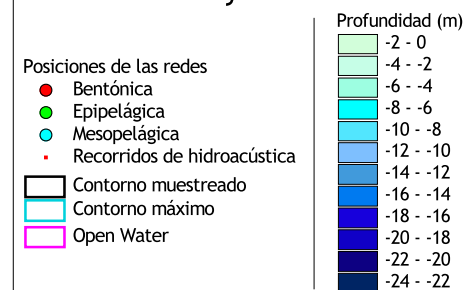 Profundidad (m)
-2 - 0
-4 - -2
-6 - -4
-8 - -6
-10 - -8
-12 - -10
-14 - -12
-16 - -14
-18 - -16
-20 - -18
-22 - -20
-24 - -22
Posiciones de las redes
Bentónica
Epipelágica
Mesopelágica
Recorridos de hidroacústica
Contorno muestreado
Contorno máximo
Open Water